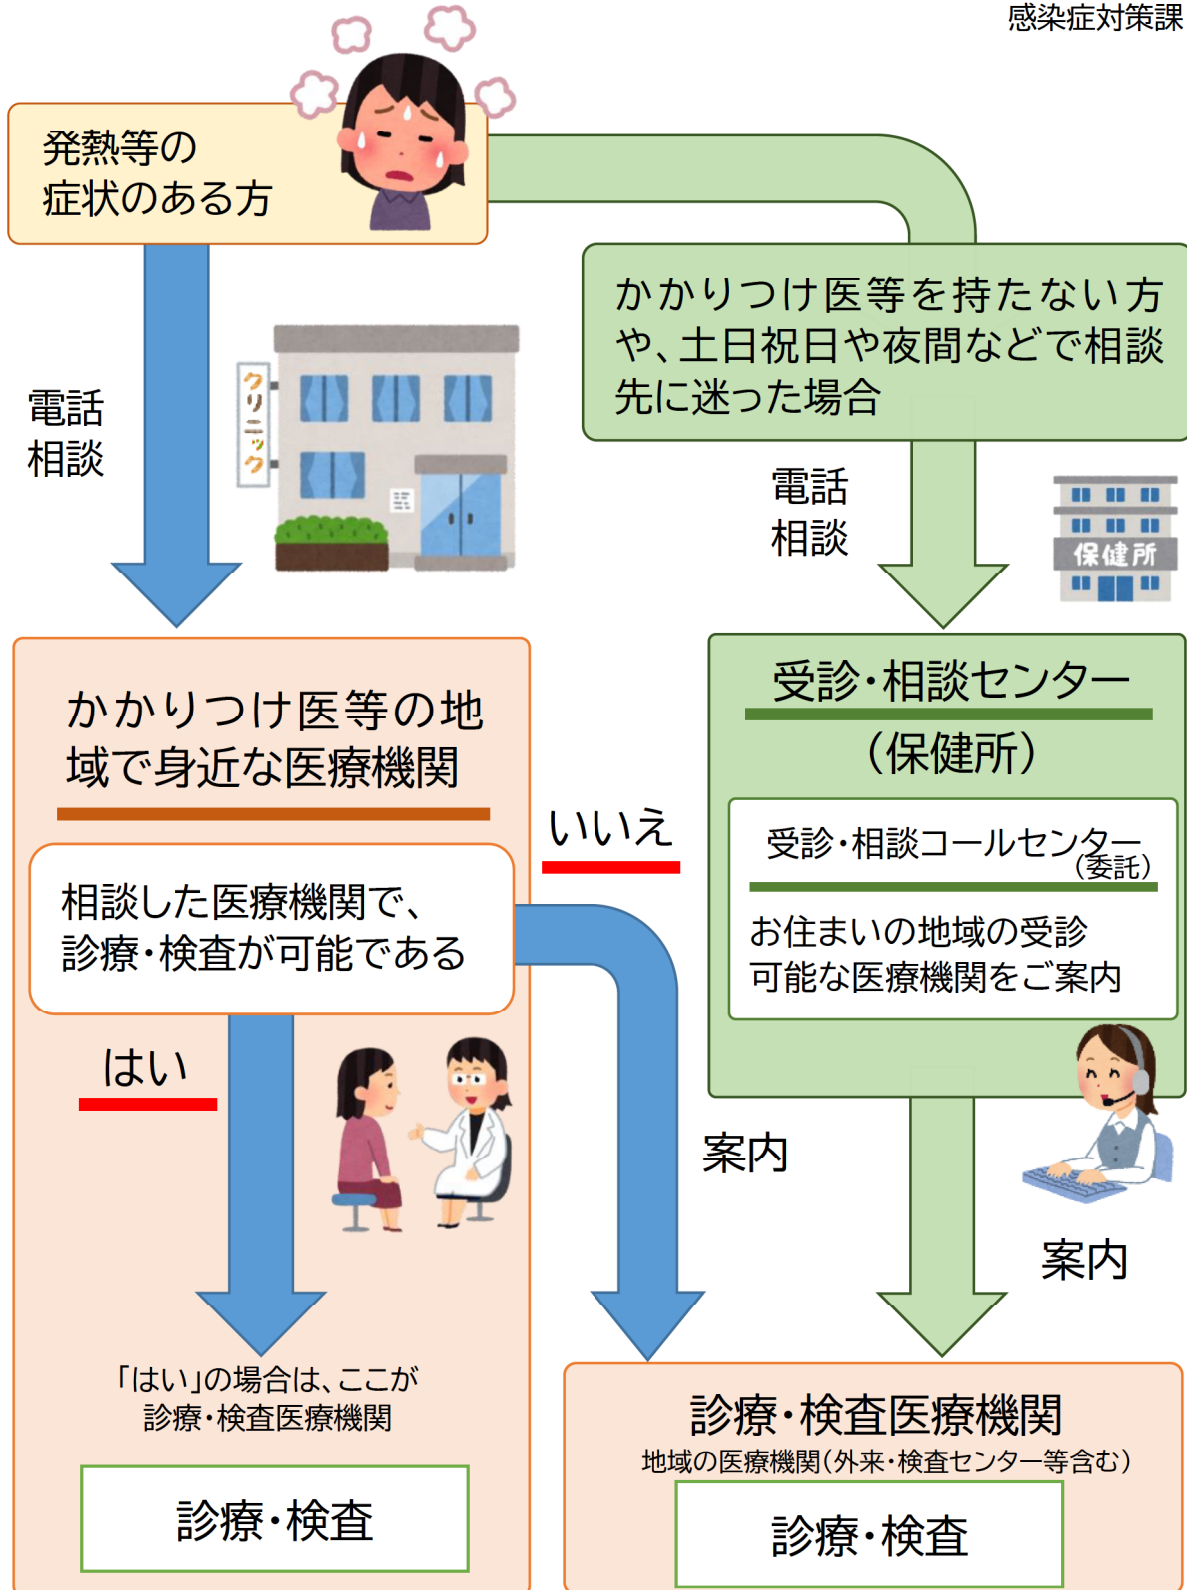 感染症対策課
発熱等の
症状のある方
かかりつけ医等を持たない方
や、土日祝日や夜間などで相談
先に迷った場合
クリニック
電話
相談
電話
相談
保健所
かかりつけ医等の地
域で身近な医療機関
受診・相談センター
（保健所）
いいえ
受診・相談コールセンター
（委託）
相談した医療機関で、
診療・検査が可能である
お住まいの地域の受診
可能な医療機関をご案内
はい
案内
案内
「はい」の場合は、ここが
診療・検査医療機関
診療・検査
診療・検査医療機関
地域の医療機関（外来・検査センター等含む）
診療・検査